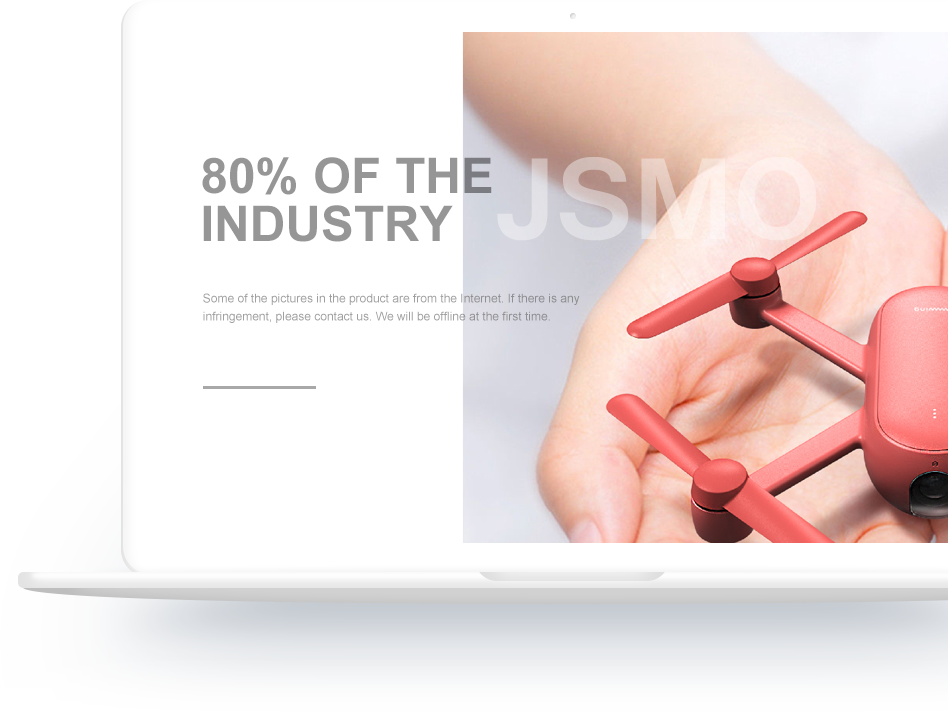 80% OF THE
INDUSTRY
JSMO
Some of the pictures in the product are from the Internet. If there is any
infringement, please contact us. We will be offline at the first time.